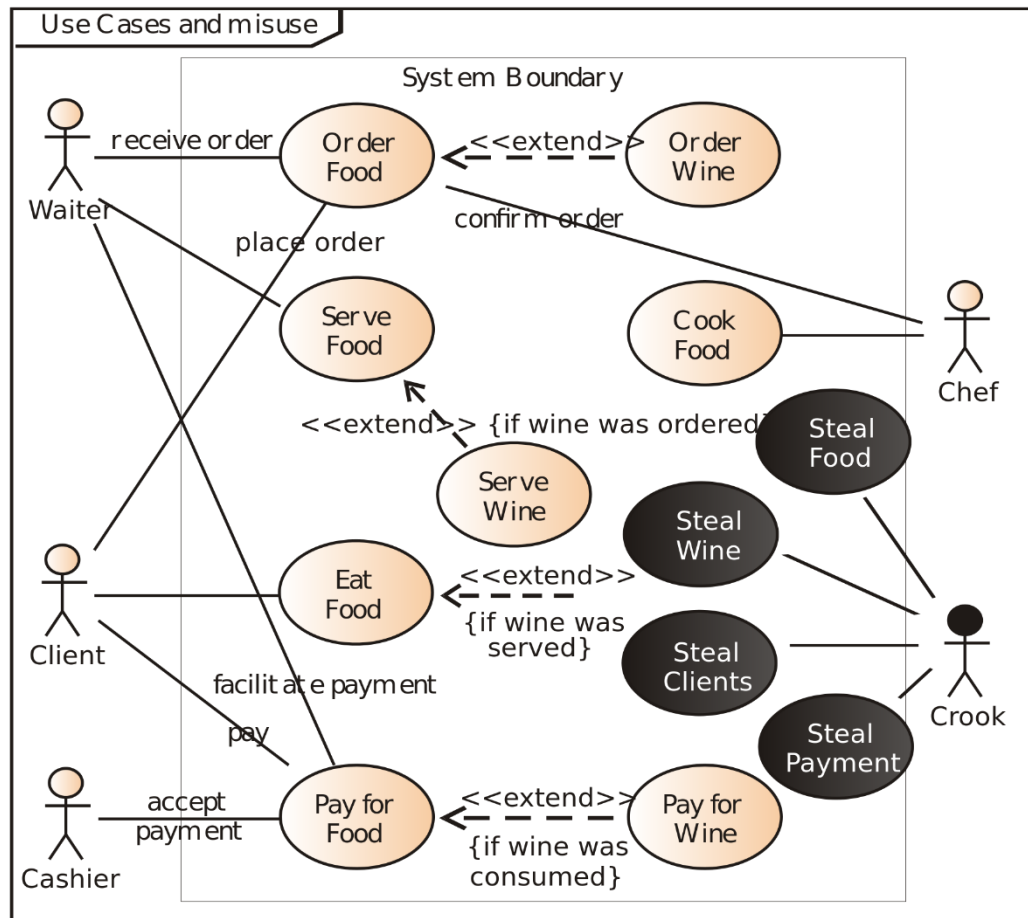 Use Cases and misuse
System Boundary
receive order
Order
Food
<<extend>>
Order
Wine
Waiter
confirm order
place order
Serve
Food
Cook
Food
Chef
<<extend>> {if wine was ordered}
Steal
Food
Serve
Wine
Steal
Wine
Eat
Food
<<extend>>
{if wine was
served}
Client
Steal
Clients
facilitate payment
Crook
pay
Steal
Payment
accept
payment
Pay for
Food
<<extend>>
Pay for
Wine
{if wine was
consumed}
Cashier